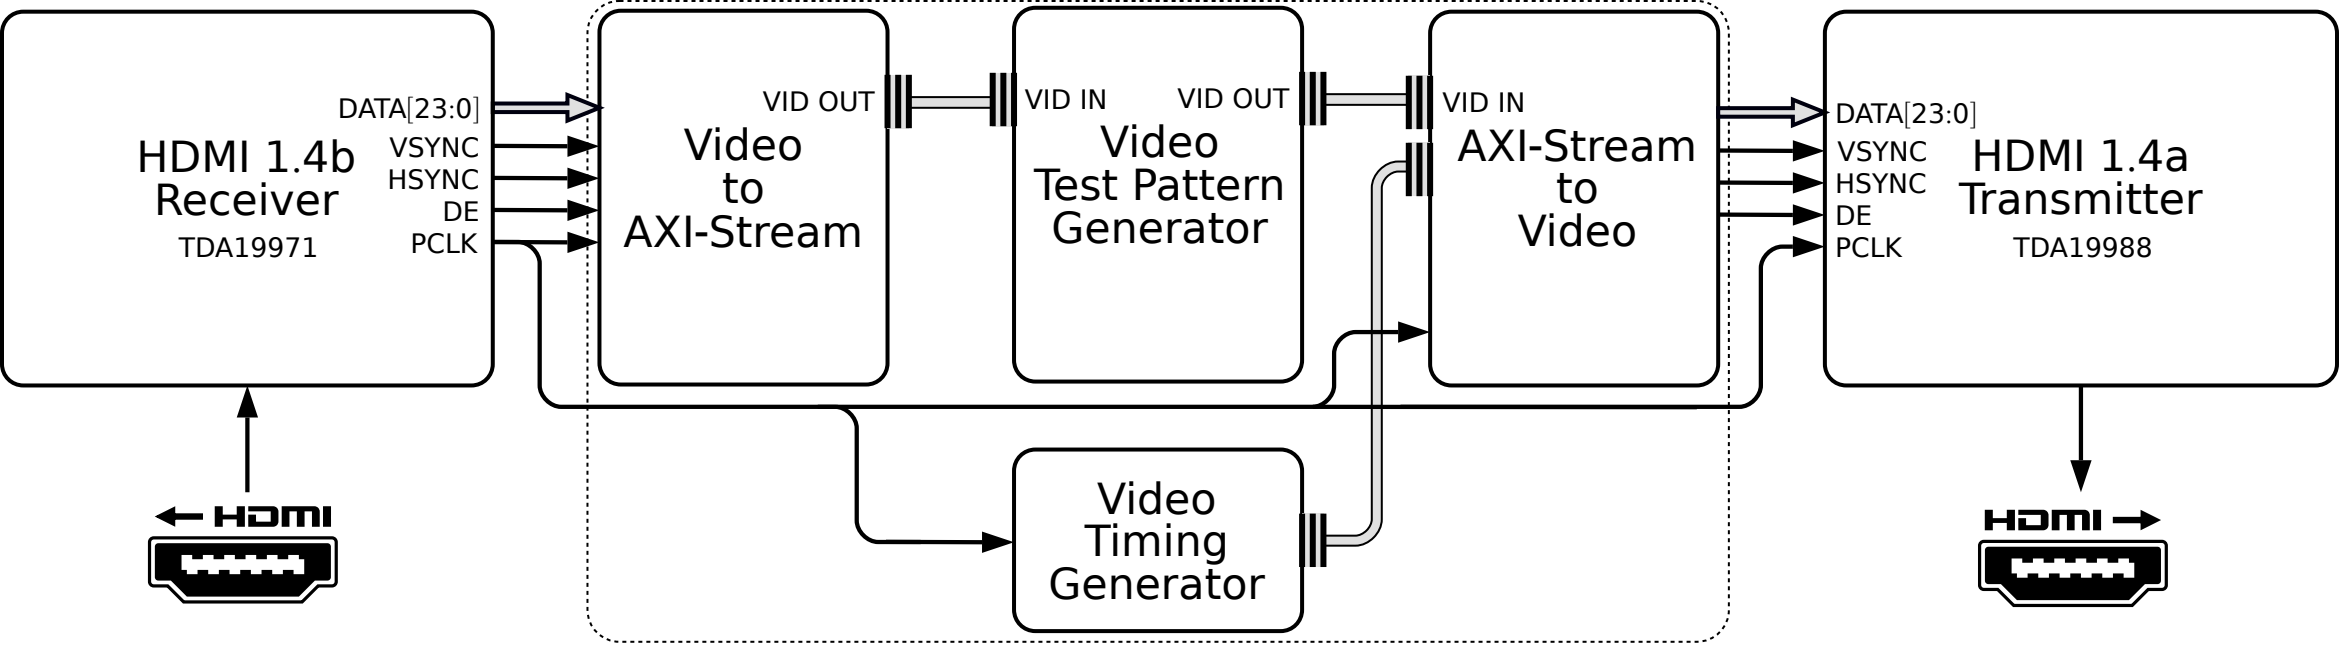 DATA[23:0]
VSYNC
HSYNC
DE
PCLK
HDMI 1.4b
Receiver
TDA19971
HDMI
VID OUT
Video
to
AXI-Stream
VID IN
VID OUT
Video
Test Pattern
Generator
Video
Timing
Generator
VID IN
AXI-Stream
to
Video
DATA[23:0]
VSYNC
HSYNC
DE
PCLK
HDMI 1.4a
Transmitter
TDA19988
HDMI